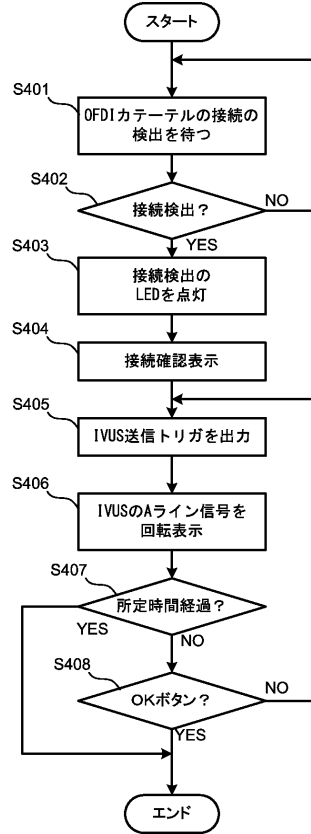 スタート
S401
OFDIカテーテルの接続の
検出を待つ
S402
接続検出？
NO
YES
S403
接続検出の
LEDを点灯
S404
接続確認表示
S405
IVUS送信トリガを出力
S406
IVUSのAライン信号を
回転表示
S407
所定時間経過？
YES
NO
S408
OKボタン？
NO
YES
エンド